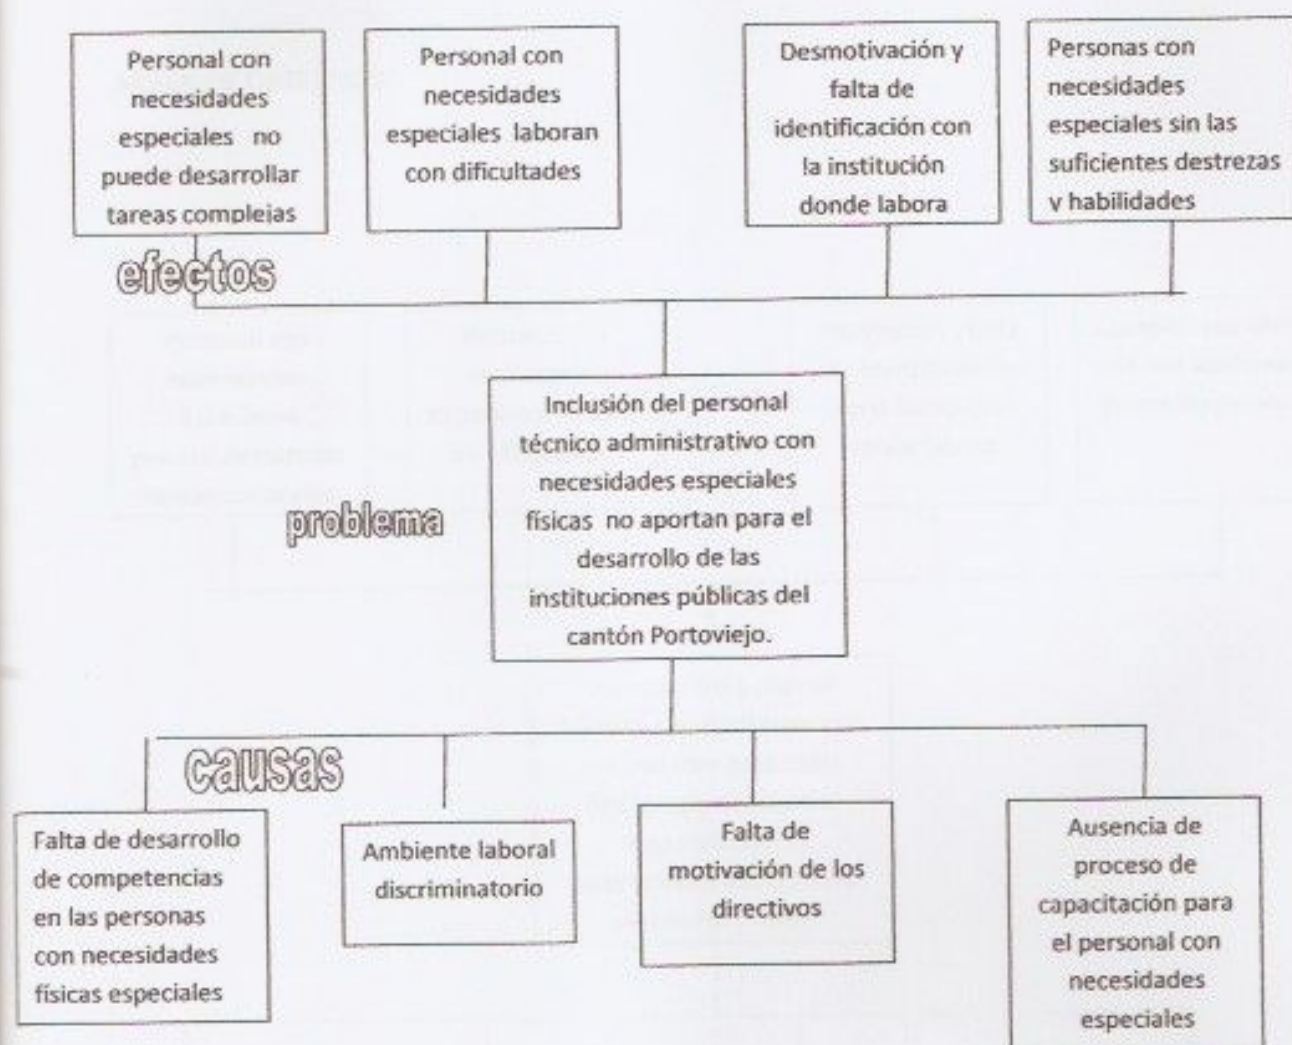 Personal con
necesidades
especiales no
puede desarrollar
tareas complejas
Personal con
necesidades
especiales laboran
con dificultades
Desmotivación y
falta de
identificación con
la institución
donde labora
Personas con
necesidades
especiales sin las
suficientes destrezas
y habilidades
efectos
Inclusión del personal
técnico administrativo con
necesidades especiales
físicas no aportan para el
desarrollo de las
instituciones públicas del
cantón Portoviejo.
problema
causas
Falta de desarrollo
de competencias
en las personas
con necesidades
físicas especiales
Ambiente laboral
discriminatorio
Falta de
motivación de los
directivos
Ausencia de
proceso de
capacitación para
el personal con
necesidades
especiales